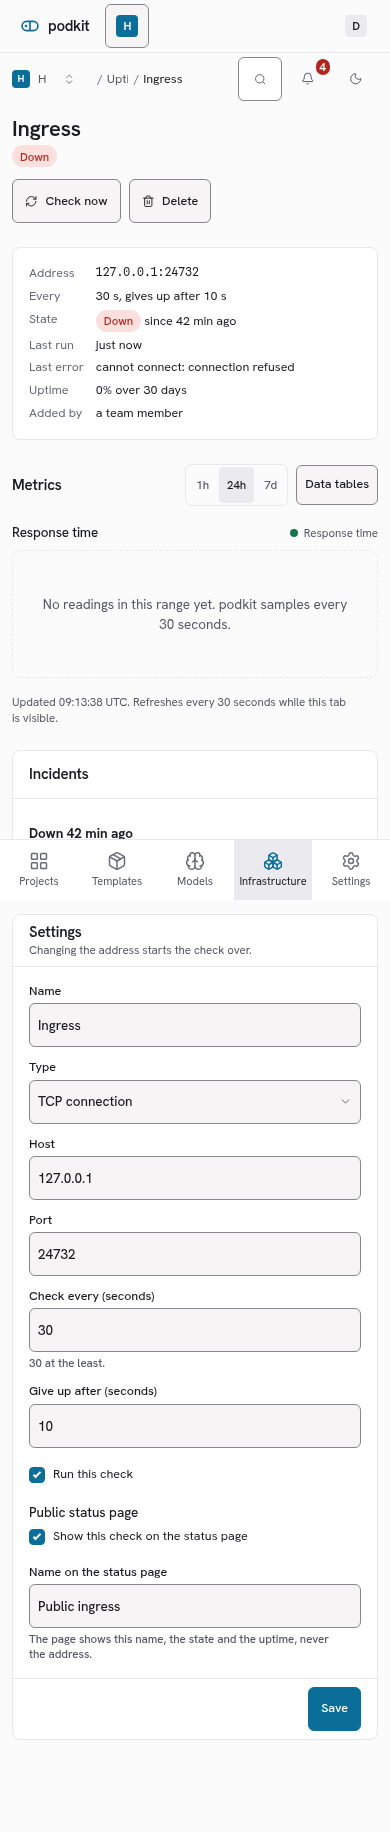 podkit
H
D
H H / Upti / Ingress
4
Ingress
Down
Check now
Delete
Address 127.0.0.1:24732
Every 30 s, gives up after 10 s
State Down since 42 min ago
Last run just now
Last error cannot connect: connection refused
Uptime 0% over 30 days
Added by a team member
Metrics
1h 24h 7d
Data tables
Response time
Response time
No readings in this range yet. podkit samples every
30 seconds.
Updated 09:13:38 UTC. Refreshes every 30 seconds while this tab
is visible.
Incidents
Down 42 min ago
Projects
Templates
Models
Infrastructure
Settings
Settings
Changing the address starts the check over.
Name
Ingress
Type
TCP connection
Host
127.0.0.1
Port
24732
Check every (seconds)
30
30 at the least.
Give up after (seconds)
10
Run this check
Public status page
Show this check on the status page
Name on the status page
Public ingress
The page shows this name, the state and the uptime, never
the address.
Save